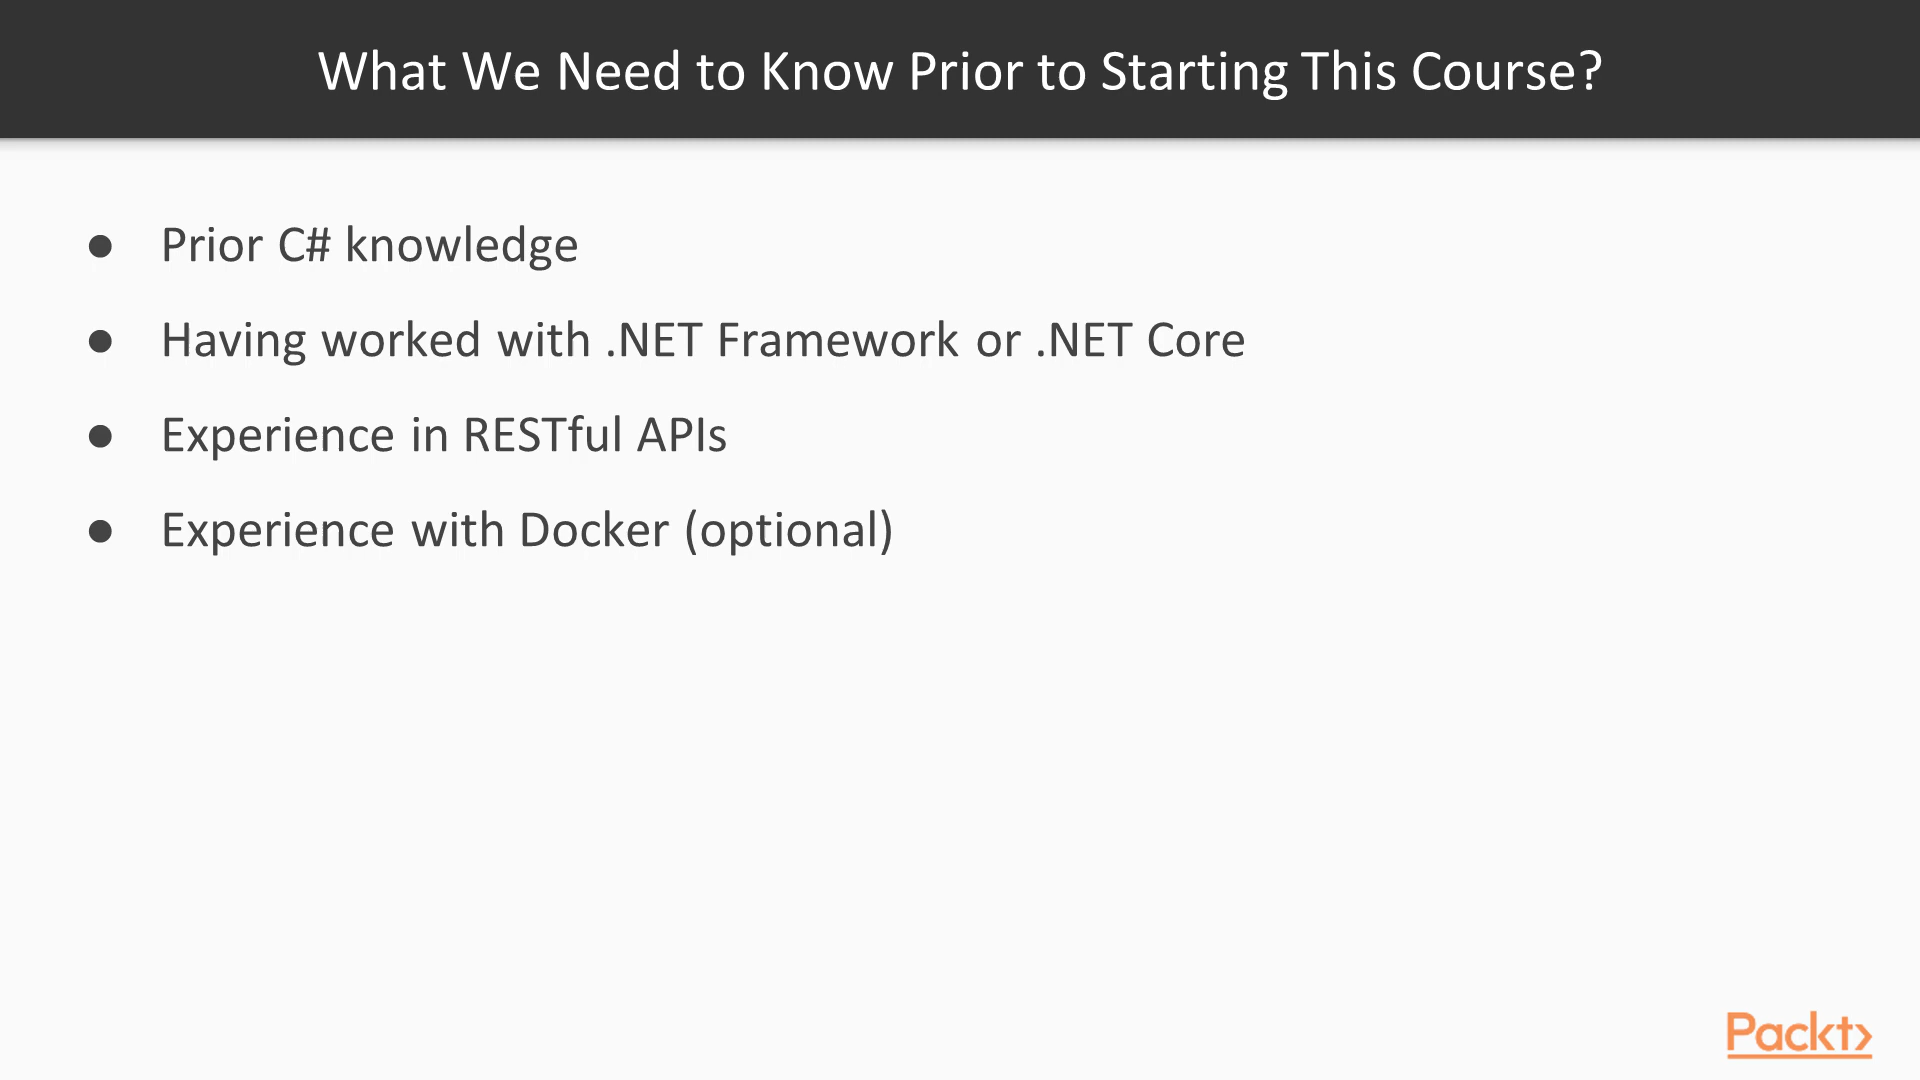 What We Need to Know Prior to Starting This Course?
● Prior C# knowledge
● Having worked with .NET Framework or .NET Core
● Experience in RESTful APIs
● Experience with Docker (optional)
Packt>